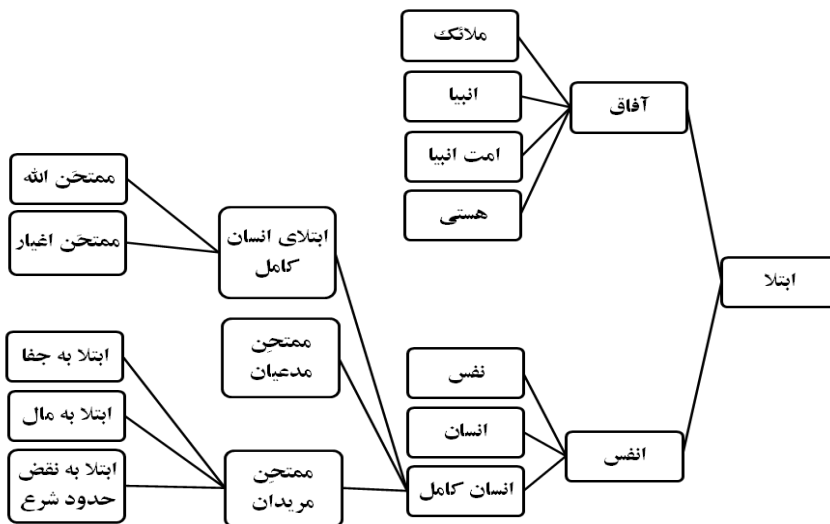 ابتلا
آفاق
ملائک
انبیا
امت انبیا
هستی
انفس
نفس
انسان
انسان کامل
ابتلای انسان
کامل
ممتحَن الله
ممتحَن اغیار
ممتحِن
مدعیان
ممتحِن
مریدان
ابتلا به جفا
ابتلا به مال
ابتلا به نقض
حدود شرع